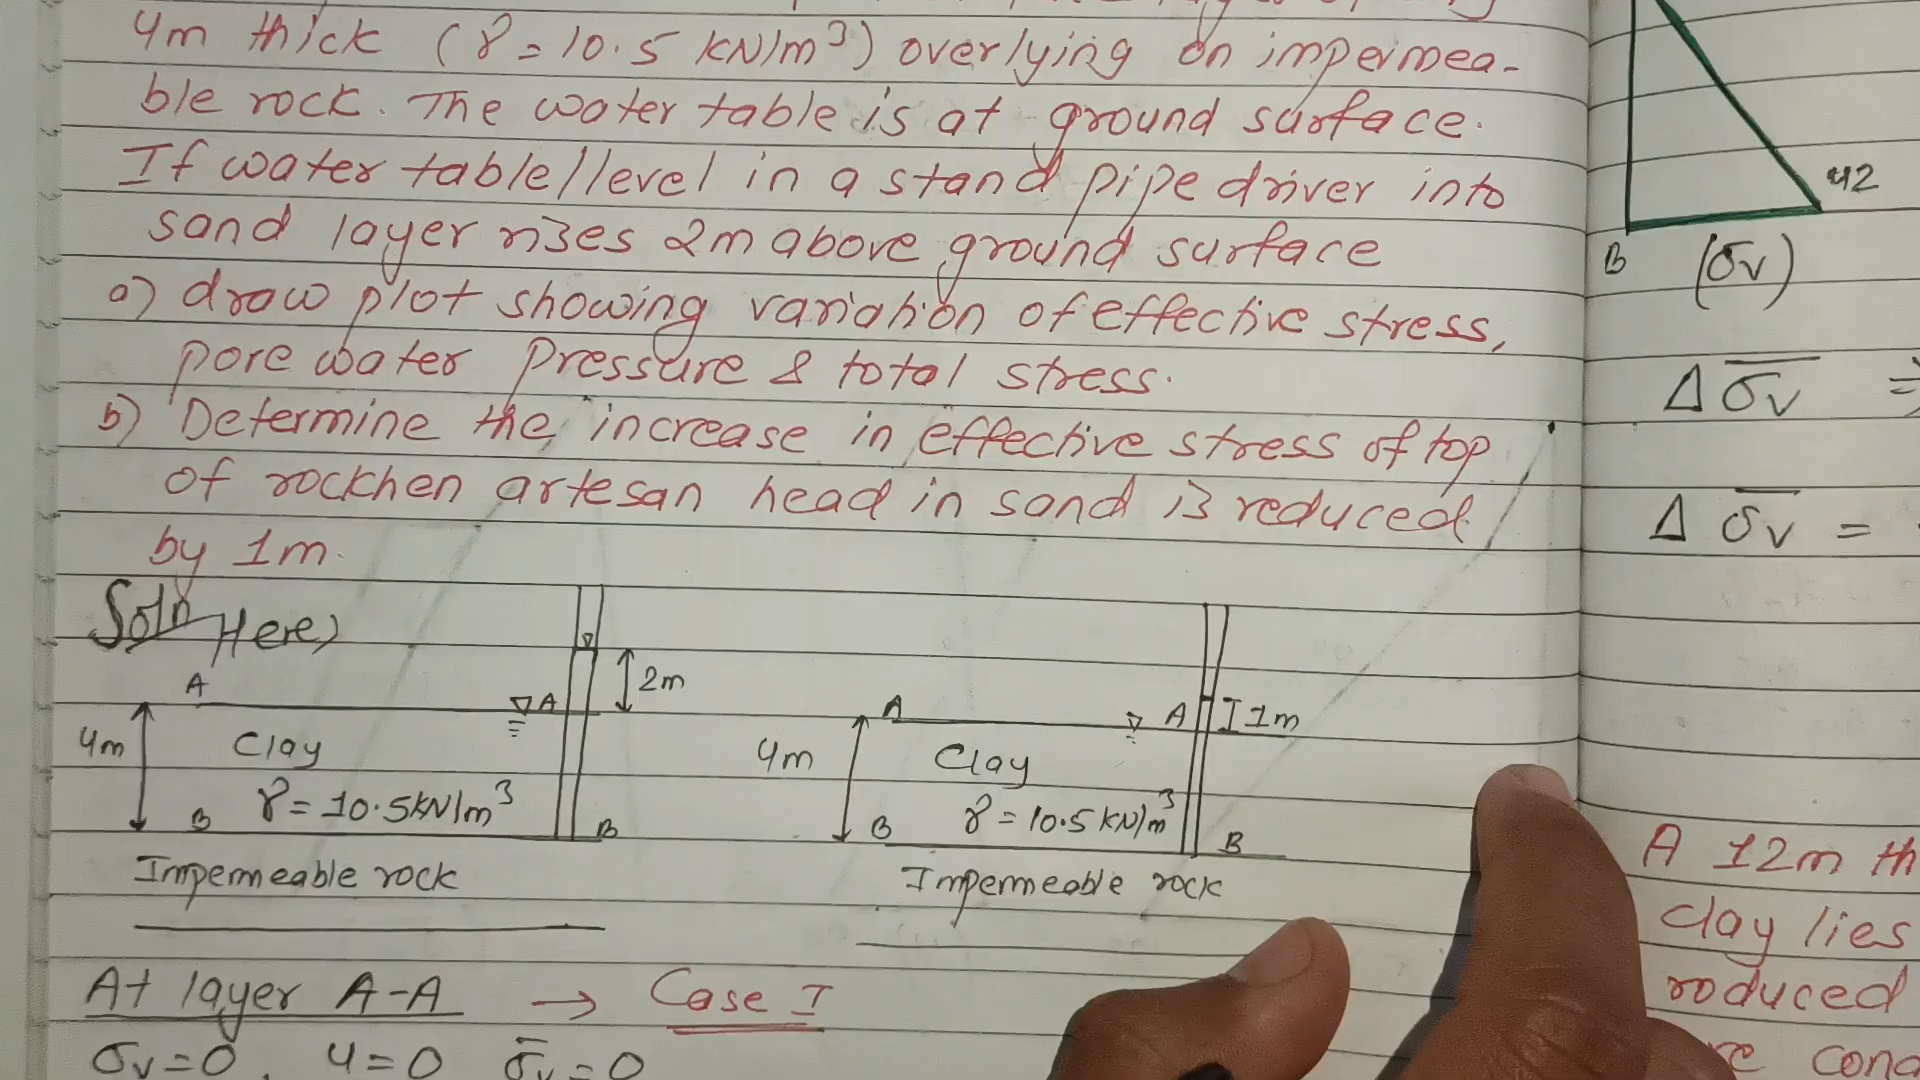 4m thick (γ = 10.5 kN/m³) overlying on impermea-
ble rock. The water table is at ground surface.
If water table/level in a stand pipe driver into
sand layer rises 2m above ground surface
a) draw plot showing variation of effective stress,
pore water pressure & total stress.
b) Determine the increase in effective stress of top
of rockhen artesan head in sand is reduced
by 1m.
Soln Here,
A
A
2m
4m
Clay
γ = 10.5kN/m³
B
B
Impermeable rock
A
A
1m
4m
Clay
γ = 10.5 kN/m³
B
B
Impermeable rock
At layer A-A → Case I
σv = 0, u = 0 σ̅v = 0
42
B (σv)
Δ σ̅v =
Δ σ̅v =
A 12m th
clay lies
roduced
re cond